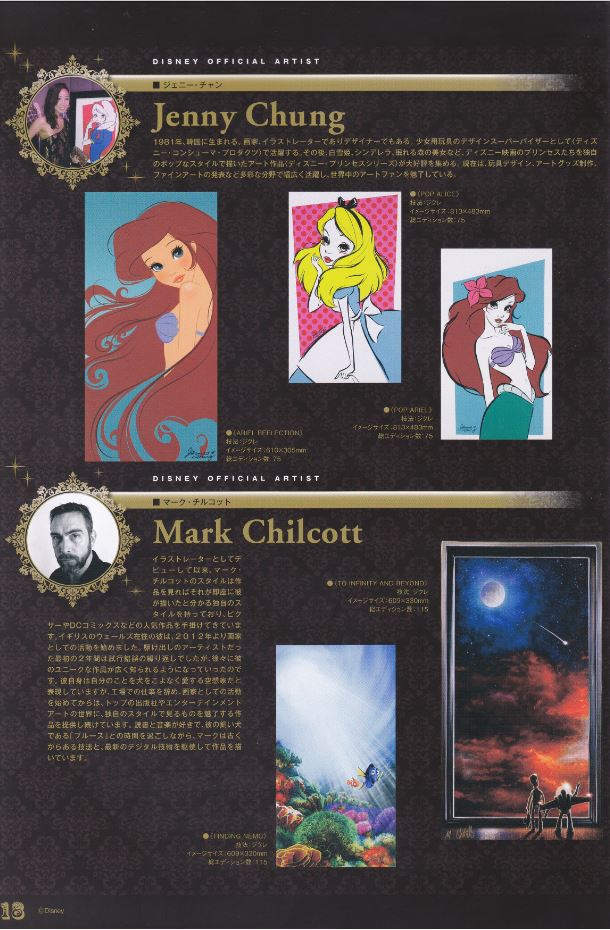 DISNEY OFFICIAL ARTIST
■ ジェニー・チャン
Jenny Chung
1981年、韓国に生まれる。画家、イラストレーターでありデザイナーでもある。少女用玩具のデザインスーパーバイザーとして(ディズ
ニー・コンシューマ・プロダクツ)で活躍する。その後、白雪姫、シンデレラ、眠れる森の美女など、ディズニー映画のプリンセスたちを独自
のポップなスタイルで描いたアート作品(ディズニー・プリンセスシリーズ)が大好評を集める。現在は、玩具デザイン、アートグッズ制作、
ファインアートの発表など多彩な分野で幅広く活躍し、世界中のアートファンを魅了している。
●〈POP ALICE〉
技法:ジクレ
イメージサイズ:813×483mm
総エディション数:75
●〈POP ARIEL〉
技法:ジクレ
イメージサイズ:813×483mm
総エディション数:75
●〈ARIEL REFLECTION〉
技法:ジクレ
イメージサイズ:610×305mm
総エディション数:75
DISNEY OFFICIAL ARTIST
■ マーク・チルコット
Mark Chilcott
イラストレーターとしてデ
ビューして以来、マーク・
チルコットのスタイルは作
品を見ればそれが即座に彼
が描いたと分かる独自のス
タイルを持っており、ピク
サーやDCコミックスなどの人気作品を手掛けてきていま
す。イギリスのウェールズ在住の彼は、2012年より画家
としての活動を始めました。駆け出しのアーティストだっ
た最初の2年間は試行錯誤の繰り返しでしたが、徐々に彼
のユニークな作品が広く知られるようになっていったので
す。彼自身は自分のことを犬をこよなく愛する空想家だと
表現していますが、工場での仕事を辞め、画家としての活動
を始めてからは、トップの出版社やエンターテインメント
アートの世界に、独自のスタイルで見るものを魅了する作
品を提供し続けています。読書と音楽が好きで、彼の飼い犬
である「ブルース」との時間を過ごしながら、マークは古く
からある技法と、最新のデジタル技術を駆使して作品を描
いています。
●〈TO INFINITY AND BEYOND〉
技法:ジクレ
イメージサイズ:609×330mm
総エディション数:115
●〈FINDING NEMO〉
技法:ジクレ
イメージサイズ:609×330mm
総エディション数:115
18
©Disney